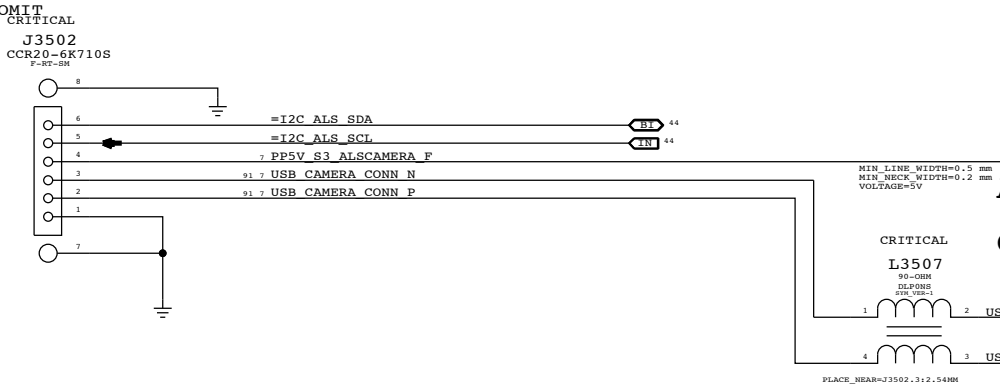 OMIT
CRITICAL
J3502
CCR20-6K710S
F-RT-SM
8
6 =I2C_ALS_SDA BI 44
5 =I2C_ALS_SCL IN 44
4 7 PP5V_S3_ALSCAMERA_F
3 91 7 USB_CAMERA_CONN_N
2 91 7 USB_CAMERA_CONN_P
1
7
MIN_LINE_WIDTH=0.5 mm
MIN_NECK_WIDTH=0.2 mm
VOLTAGE=5V
CRITICAL
L3507
90-OHM
DLP0NS
SYM_VER-1
1 2 US
4 3 US
PLACE_NEAR=J3502.3:2.54MM